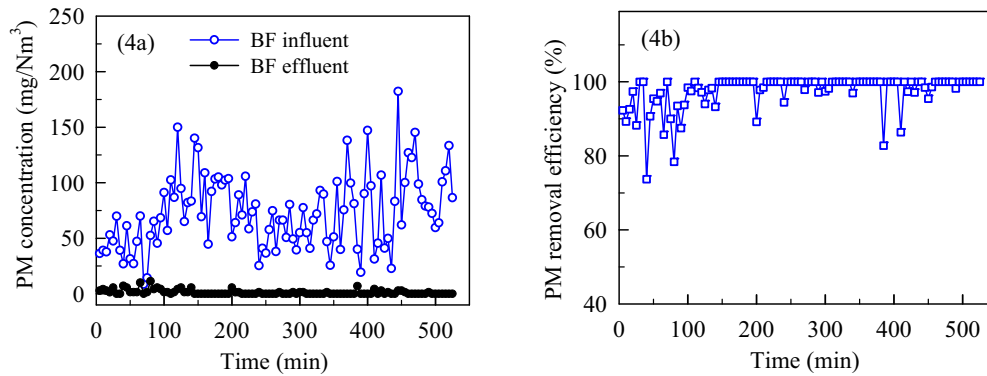 PM concentration (mg/Nm³)
250
200
150
100
50
0
(4a)
BF influent
BF effluent
0 100 200 300 400 500
Time (min)
PM removal efficiency (%)
100
80
60
40
(4b)
0 100 200 300 400 500
Time (min)